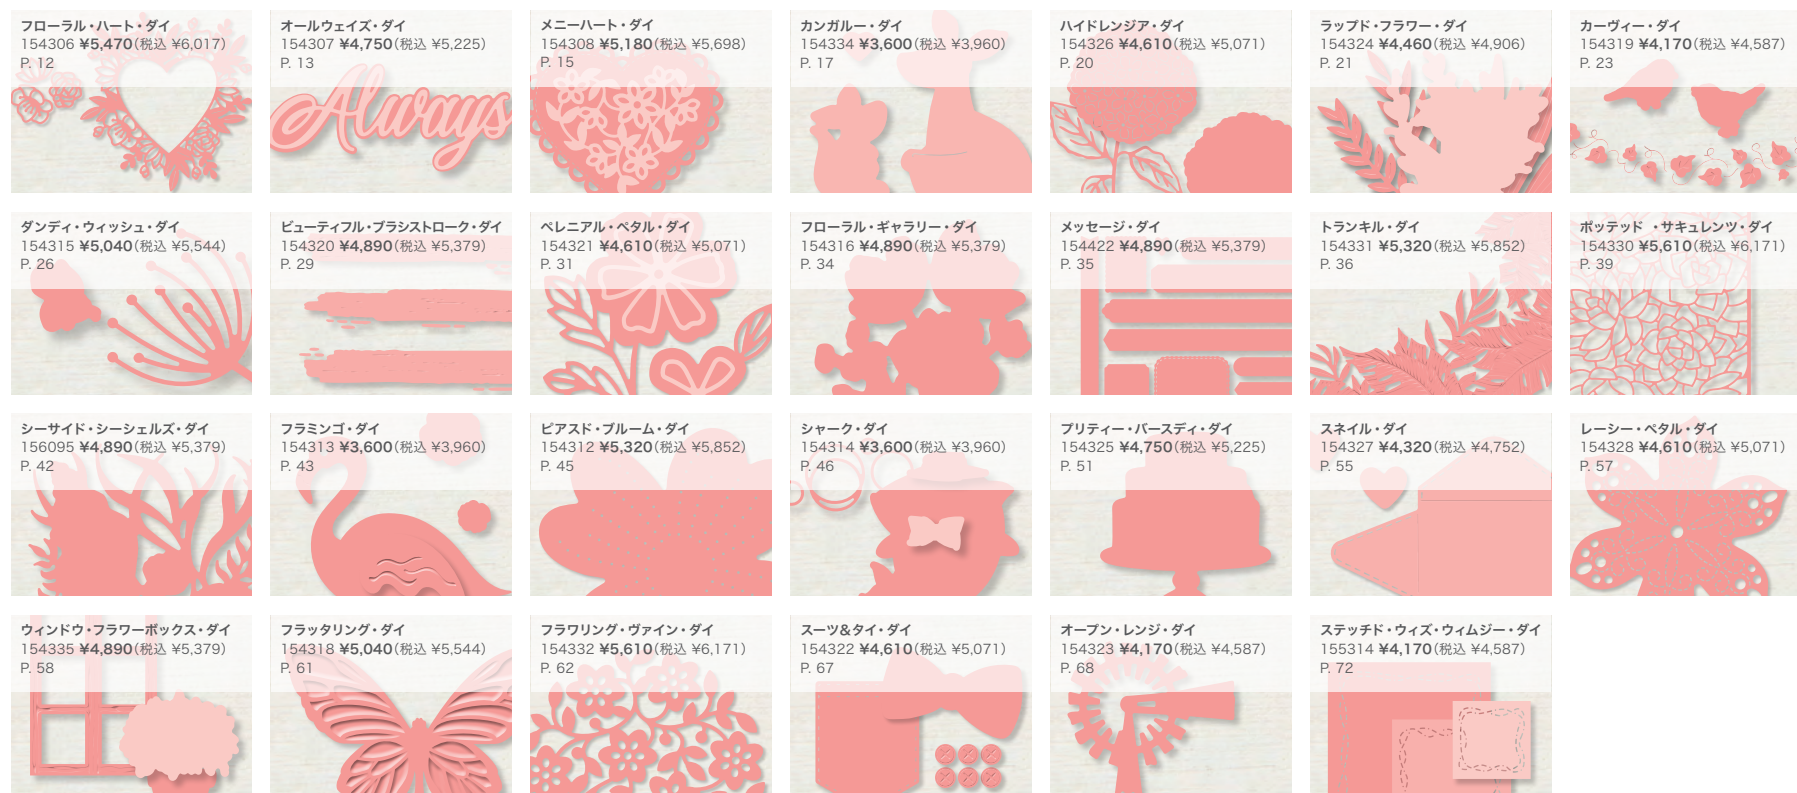 フローラル・ハート・ダイ
154306 ¥5,470(税込 ¥6,017)
P. 12
オールウェイズ・ダイ
154307 ¥4,750(税込 ¥5,225)
P. 13
Always
メニーハート・ダイ
154308 ¥5,180(税込 ¥5,698)
P. 15
カンガルー・ダイ
154334 ¥3,600(税込 ¥3,960)
P. 17
ハイドレンジア・ダイ
154326 ¥4,610(税込 ¥5,071)
P. 20
ラップド・フラワー・ダイ
154324 ¥4,460(税込 ¥4,906)
P. 21
カーヴィー・ダイ
154319 ¥4,170(税込 ¥4,587)
P. 23
ダンディ・ウィッシュ・ダイ
154315 ¥5,040(税込 ¥5,544)
P. 26
ビューティフル・ブラシストローク・ダイ
154320 ¥4,890(税込 ¥5,379)
P. 29
ペレニアル・ペタル・ダイ
154321 ¥4,610(税込 ¥5,071)
P. 31
フローラル・ギャラリー・ダイ
154316 ¥4,890(税込 ¥5,379)
P. 34
メッセージ・ダイ
154422 ¥4,890(税込 ¥5,379)
P. 35
トランキル・ダイ
154331 ¥5,320(税込 ¥5,852)
P. 36
ポッテッド ・サキュレンツ・ダイ
154330 ¥5,610(税込 ¥6,171)
P. 39
シーサイド・シーシェルズ・ダイ
156095 ¥4,890(税込 ¥5,379)
P. 42
フラミンゴ・ダイ
154313 ¥3,600(税込 ¥3,960)
P. 43
ピアスド・ブルーム・ダイ
154312 ¥5,320(税込 ¥5,852)
P. 45
シャーク・ダイ
154314 ¥3,600(税込 ¥3,960)
P. 46
プリティー・バースディ・ダイ
154325 ¥4,750(税込 ¥5,225)
P. 51
スネイル・ダイ
154327 ¥4,320(税込 ¥4,752)
P. 55
レーシー・ペタル・ダイ
154328 ¥4,610(税込 ¥5,071)
P. 57
ウィンドウ・フラワーボックス・ダイ
154335 ¥4,890(税込 ¥5,379)
P. 58
フラッタリング・ダイ
154318 ¥5,040(税込 ¥5,544)
P. 61
フラワリング・ヴァイン・ダイ
154332 ¥5,610(税込 ¥6,171)
P. 62
スーツ&タイ・ダイ
154322 ¥4,610(税込 ¥5,071)
P. 67
オープン・レンジ・ダイ
154323 ¥4,170(税込 ¥4,587)
P. 68
ステッチド・ウィズ・ウィムジー・ダイ
155314 ¥4,170(税込 ¥4,587)
P. 72